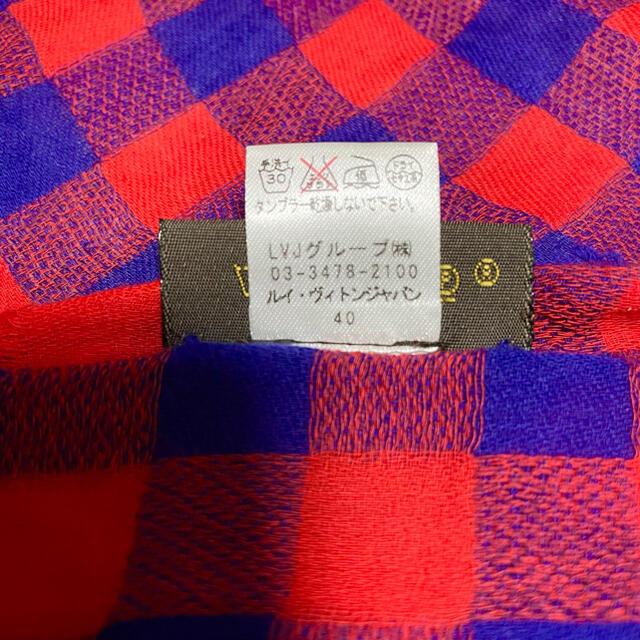 手洗イ
30
タンブラー乾燥しないで下さい。
LVJグループ㈱
03-3478-2100
ルイ・ヴィトンジャパン
40
®